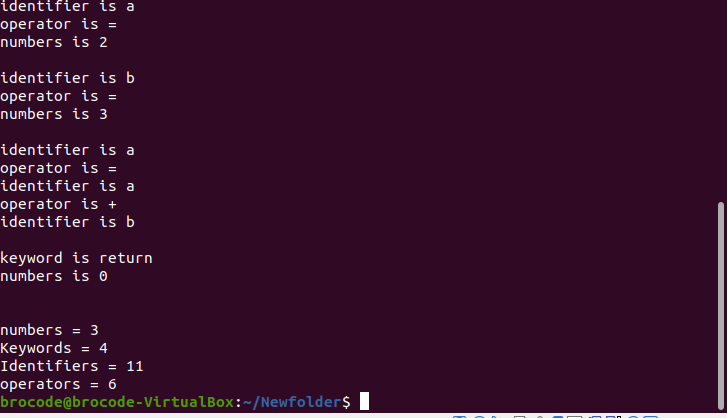 identifier is a
operator is =
numbers is 2
identifier is b
operator is =
numbers is 3
identifier is a
operator is =
identifier is a
operator is +
identifier is b
keyword is return
numbers is 0
numbers = 3
Keywords = 4
Identifiers = 11
operators = 6
brocode@brocode-VirtualBox:~/Newfolder$